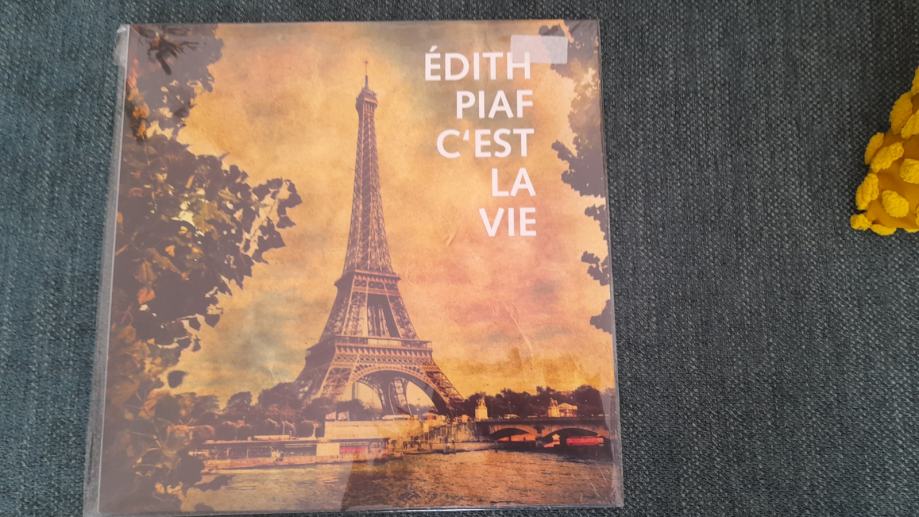 ÉDITH
PIAF
C'EST
LA
VIE